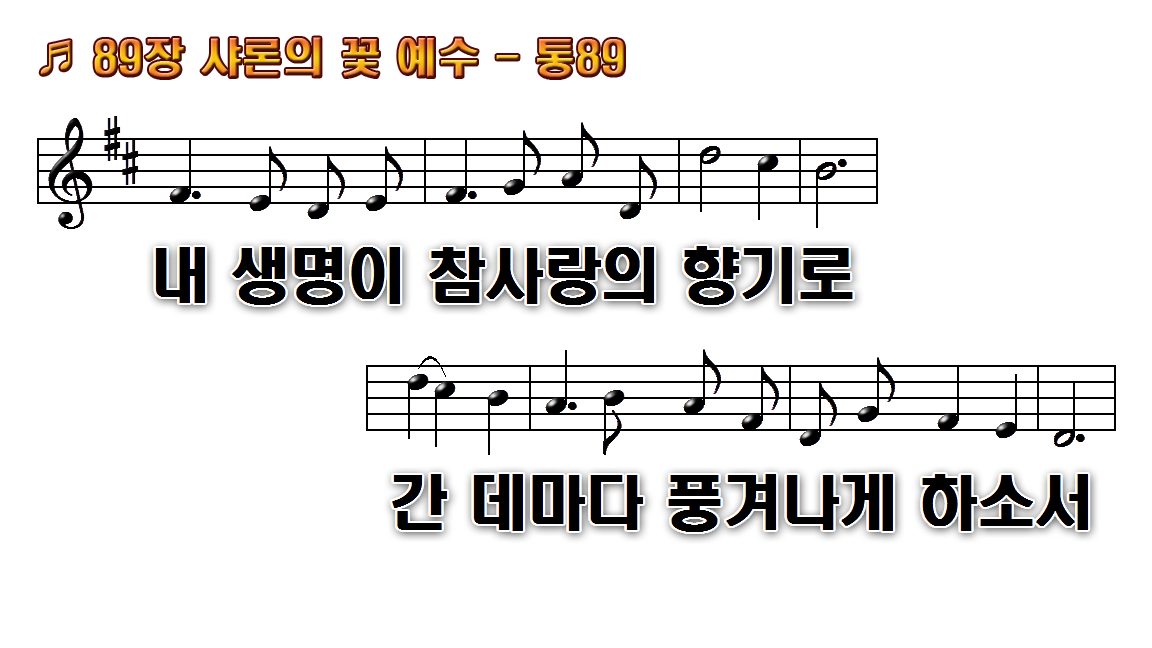 ♬ 89장 샤론의 꽃 예수 – 통89
내 생명이 참사랑의 향기로
간 데마다 풍겨나게 하소서